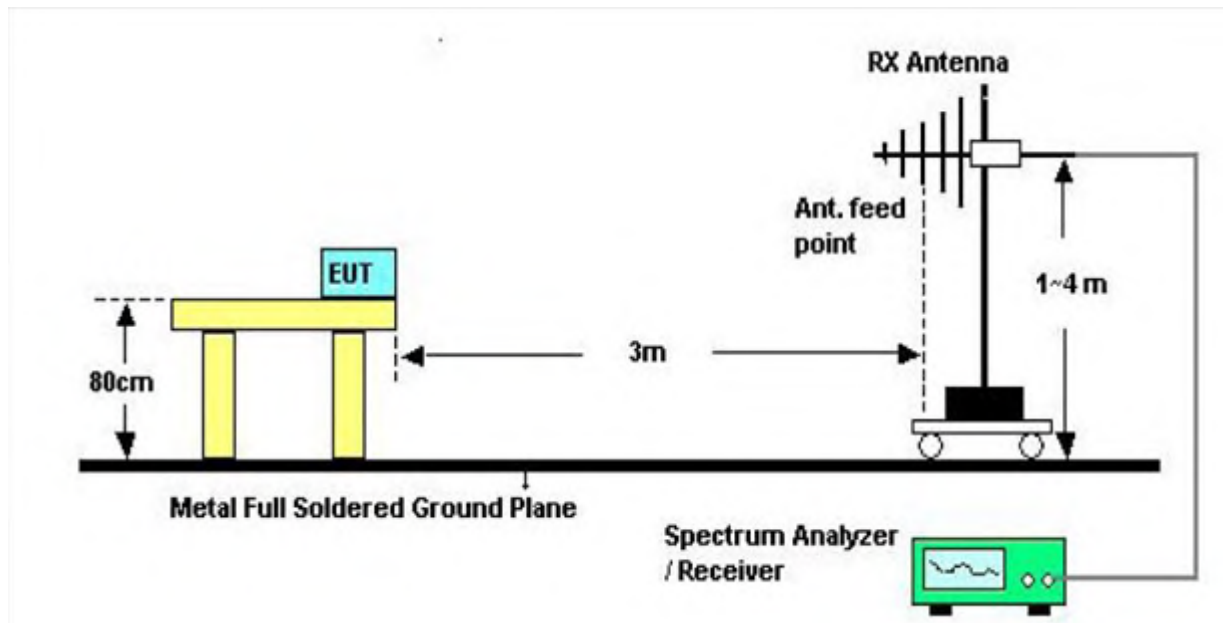 RX Antenna
Ant. feed
point
EUT
1~4 m
3m
80cm
Metal Full Soldered Ground Plane
Spectrum Analyzer
/ Receiver